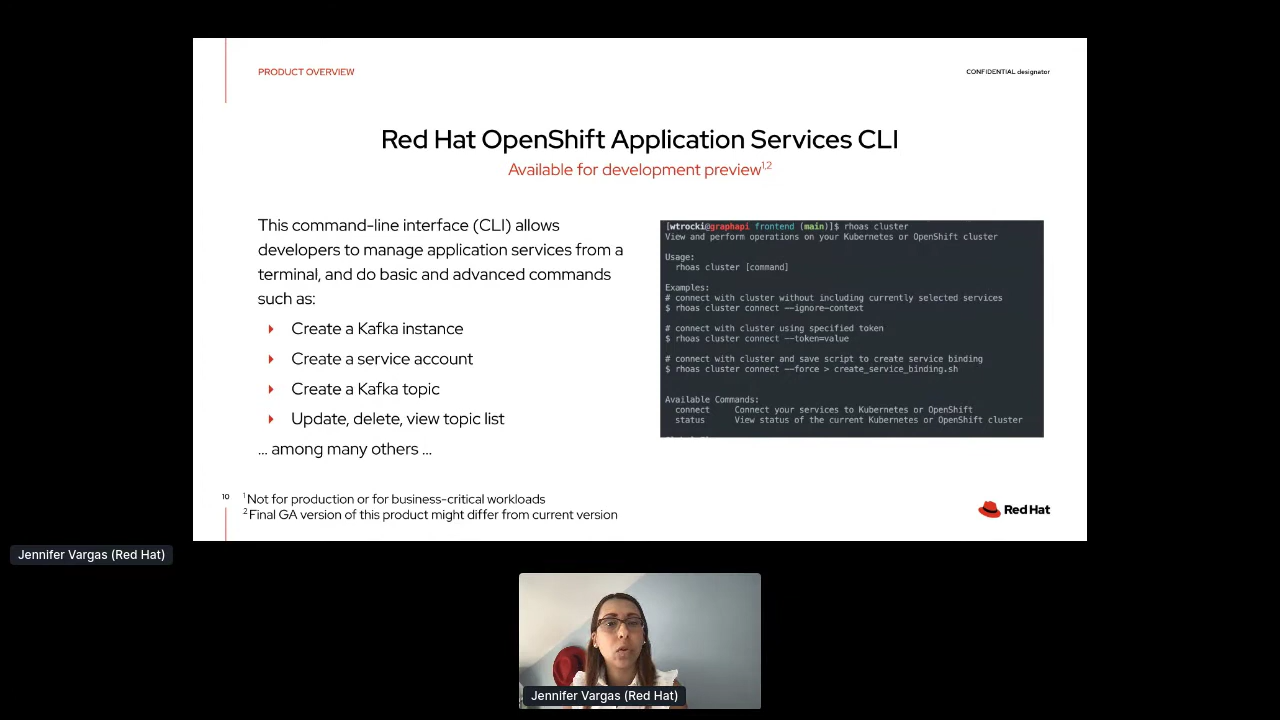 PRODUCT OVERVIEW
CONFIDENTIAL designator
Red Hat OpenShift Application Services CLI
Available for development preview1,2
This command-line interface (CLI) allows
developers to manage application services from a
terminal, and do basic and advanced commands
such as:
Create a Kafka instance
Create a service account
Create a Kafka topic
Update, delete, view topic list
... among many others ...
[wtrocki@graphapi frontend (main)]$ rhoas cluster
View and perform operations on your Kubernetes or OpenShift cluster
Usage:
rhoas cluster [command]
Examples:
# connect with cluster without including currently selected services
$ rhoas cluster connect --ignore-context
# connect with cluster using specified token
$ rhoas cluster connect --token=value
# connect with cluster and save script to create service binding
$ rhoas cluster connect --force > create_service_binding.sh
Available Commands:
connect Connect your services to Kubernetes or OpenShift
status View status of the current Kubernetes or OpenShift cluster
10
1 Not for production or for business-critical workloads
2 Final GA version of this product might differ from current version
Red Hat
Jennifer Vargas (Red Hat)
Jennifer Vargas (Red Hat)